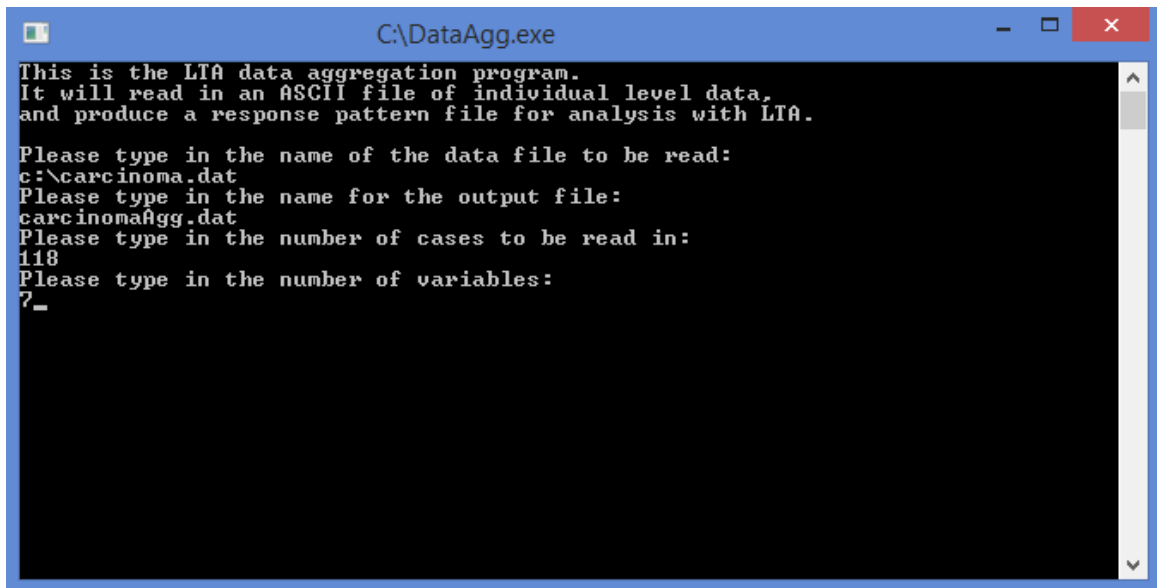 C:\DataAgg.exe
This is the LTA data aggregation program.
It will read in an ASCII file of individual level data,
and produce a response pattern file for analysis with LTA.
Please type in the name of the data file to be read:
c:\carcinoma.dat
Please type in the name for the output file:
carcinomaAgg.dat
Please type in the number of cases to be read in:
118
Please type in the number of variables:
7_